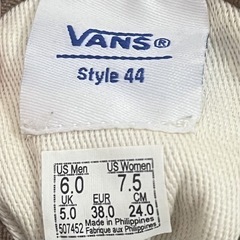 VANS®
Style 44
US Men US Women
6.0 7.5
UK EUR CM
5.0 38.0 24.0
Made in Philippines
507452 Fabrique aux Philippines